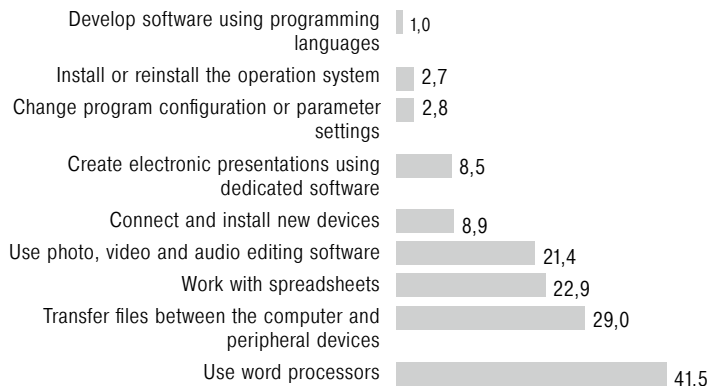 Develop software using programming
languages
1,0
Install or reinstall the operation system
2,7
Change program configuration or parameter
settings
2,8
Create electronic presentations using
dedicated software
8,5
Connect and install new devices
8,9
Use photo, video and audio editing software
21,4
Work with spreadsheets
22,9
Transfer files between the computer and
peripheral devices
29,0
Use word processors
41,5